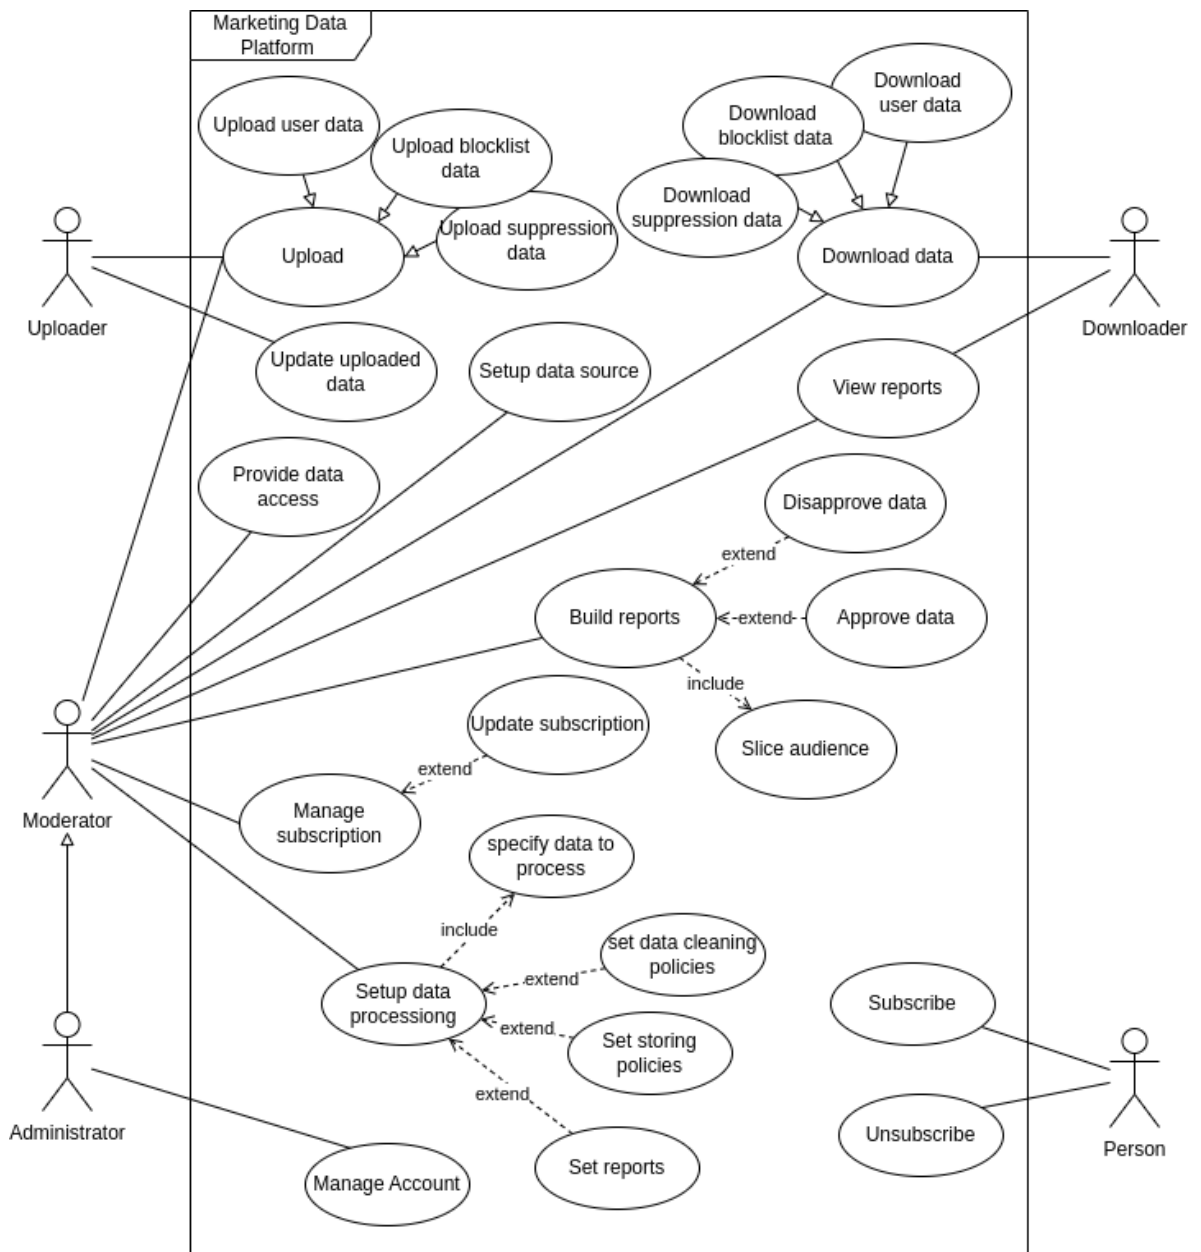 Marketing Data
Platform
Upload user data
Upload blocklist
data
Upload suppression
data
Upload
Download
user data
Download
blocklist data
Download
suppression data
Download data
Uploader
Downloader
Update uploaded
data
Setup data source
View reports
Provide data
access
Disapprove data
extend
Build reports
extend
Approve data
include
Slice audience
Update subscription
extend
Manage
subscription
Moderator
specify data to
process
include
set data cleaning
policies
extend
Setup data
processiong
extend
Set storing
policies
extend
Set reports
Subscribe
Unsubscribe
Person
Administrator
Manage Account